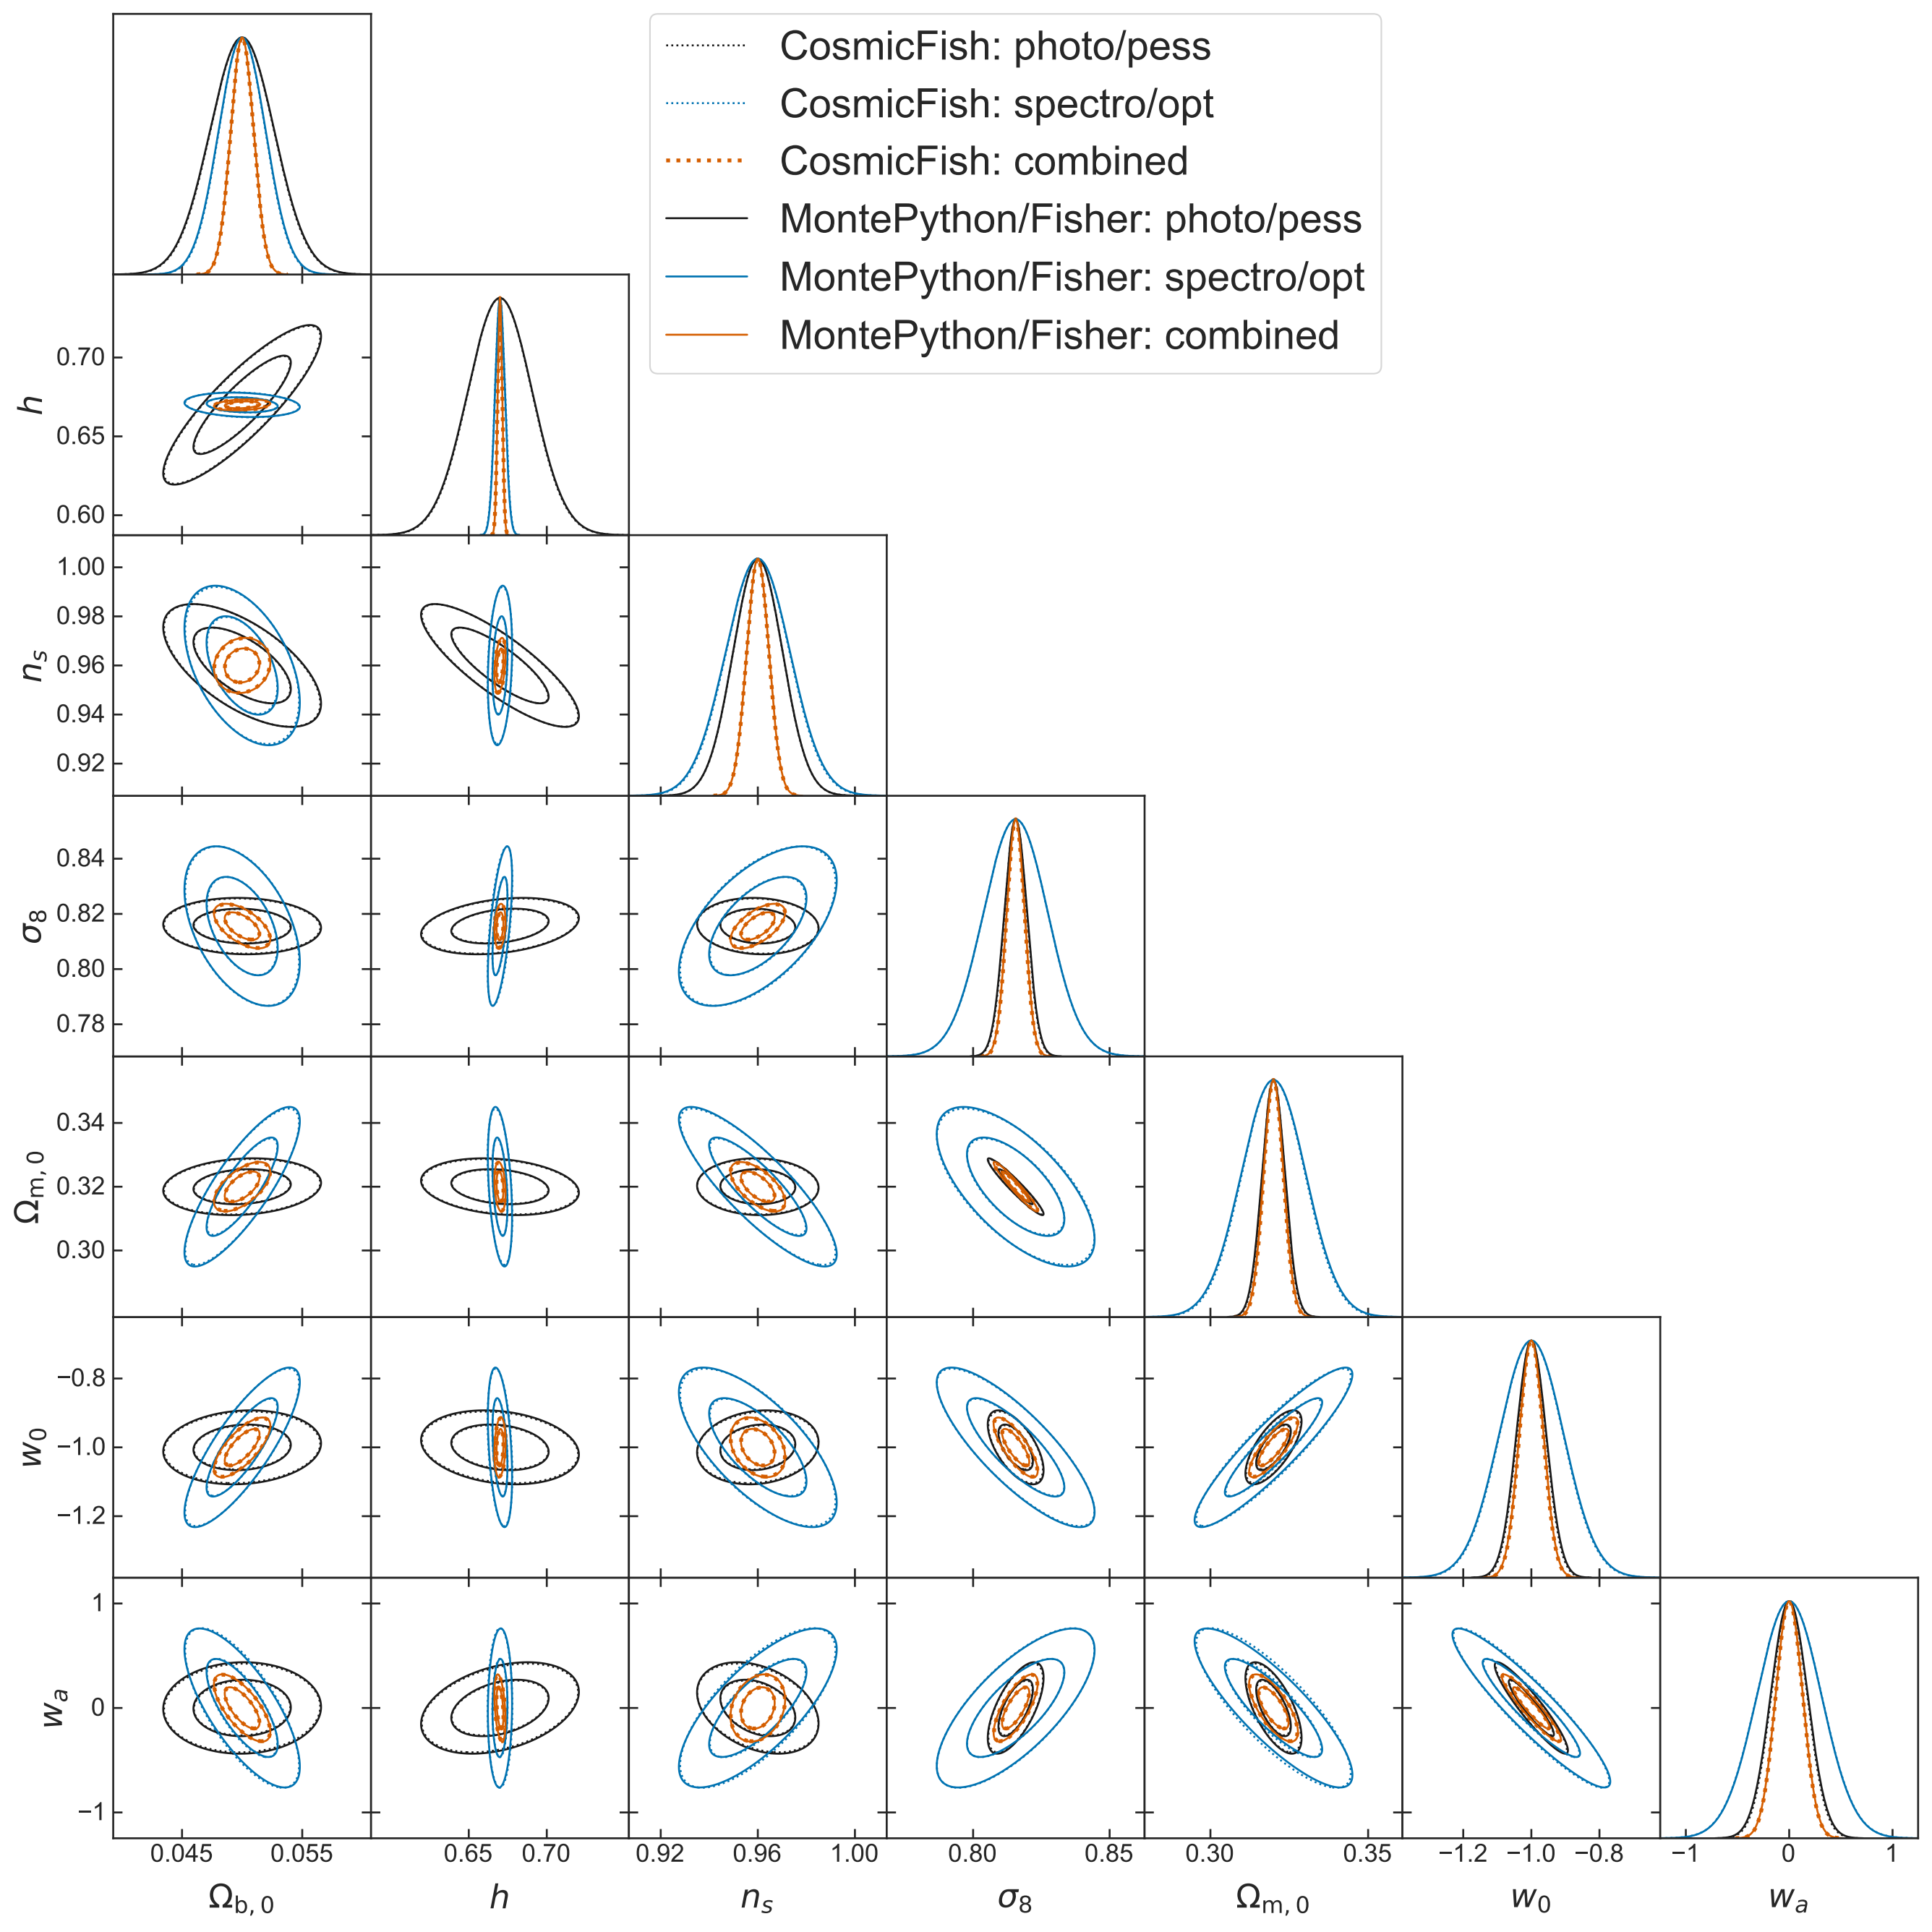 CosmicFish: photo/pess
CosmicFish: spectro/opt
CosmicFish: combined
MontePython/Fisher: photo/pess
MontePython/Fisher: spectro/opt
MontePython/Fisher: combined
0.70
0.65
0.60
h
1.00
0.98
0.96
0.94
0.92
n_s
0.84
0.82
0.80
0.78
σ_8
0.34
0.32
0.30
Ω_m,0
−0.8
−1.0
−1.2
w_0
1
0
−1
w_a
0.045 0.055 0.65 0.70 0.92 0.96 1.00 0.80 0.85 0.30 0.35 −1.2 −1.0 −0.8 −1 0 1
Ω_b,0 h n_s σ_8 Ω_m,0 w_0 w_a